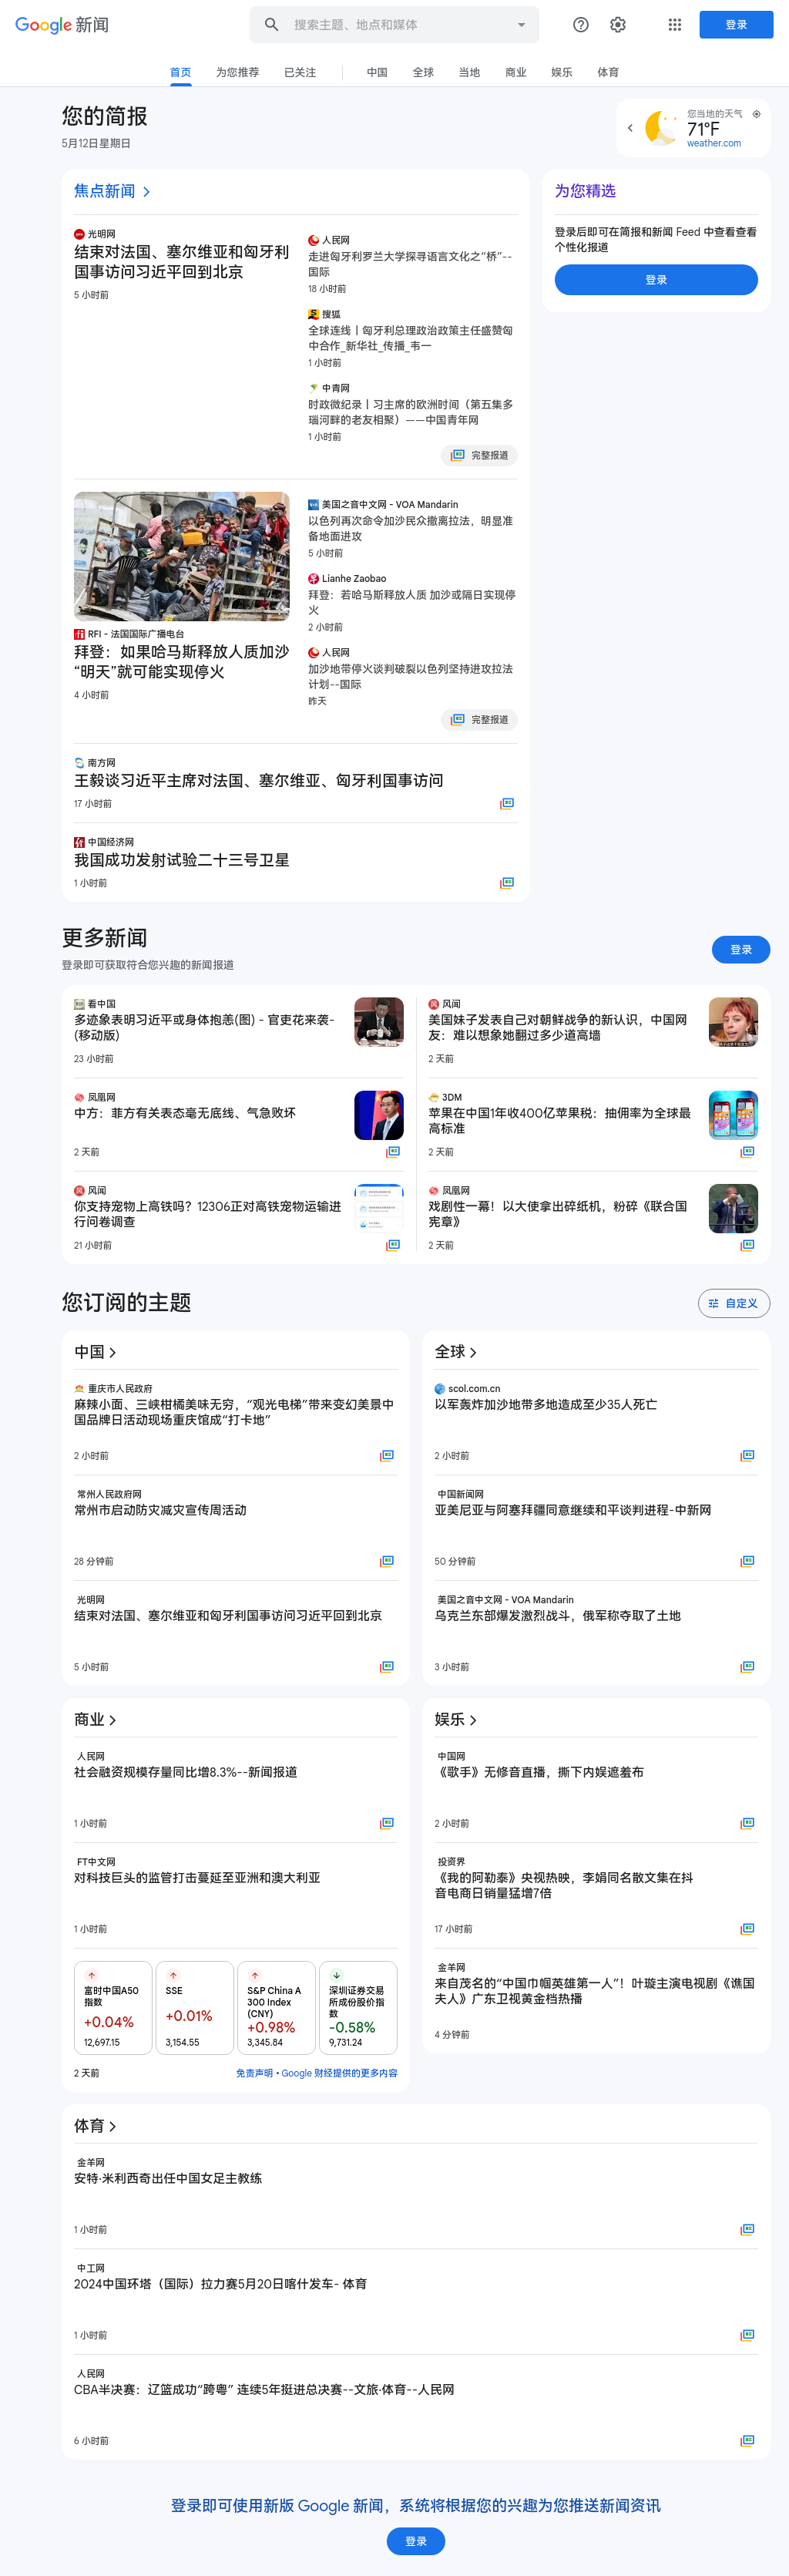 Google 新闻
搜索主题、地点和媒体
登录
首页
为您推荐
已关注
中国
全球
当地
商业
娱乐
体育
您的简报
5月12日星期日
您当地的天气
71°F
weather.com
焦点新闻
光明网
结束对法国、塞尔维亚和匈牙利
国事访问习近平回到北京
5 小时前
人民网
走进匈牙利罗兰大学探寻语言文化之“桥”--
国际
18 小时前
搜狐
全球连线丨匈牙利总理政治政策主任盛赞匈
中合作_新华社_传播_韦一
1 小时前
中青网
时政微纪录丨习主席的欧洲时间（第五集多
瑙河畔的老友相聚）——中国青年网
1 小时前
完整报道
为您精选
登录后即可在简报和新闻 Feed 中查看查看
个性化报道
登录
RFI - 法国国际广播电台
拜登：如果哈马斯释放人质加沙
“明天”就可能实现停火
4 小时前
美国之音中文网 - VOA Mandarin
以色列再次命令加沙民众撤离拉法，明显准
备地面进攻
5 小时前
Lianhe Zaobao
拜登：若哈马斯释放人质 加沙或隔日实现停
火
2 小时前
人民网
加沙地带停火谈判破裂以色列坚持进攻拉法
计划--国际
昨天
完整报道
南方网
王毅谈习近平主席对法国、塞尔维亚、匈牙利国事访问
17 小时前
中国经济网
我国成功发射试验二十三号卫星
1 小时前
更多新闻
登录即可获取符合您兴趣的新闻报道
登录
看中国
多迹象表明习近平或身体抱恙(图) - 官吏花来袭-
(移动版)
23 小时前
凤凰网
中方：菲方有关表态毫无底线、气急败坏
2 天前
风闻
你支持宠物上高铁吗？12306正对高铁宠物运输进
行问卷调查
21 小时前
风闻
美国妹子发表自己对朝鲜战争的新认识，中国网
友：难以想象她翻过多少道高墙
2 天前
3DM
苹果在中国1年收400亿苹果税：抽佣率为全球最
高标准
2 天前
凤凰网
戏剧性一幕！以大使拿出碎纸机，粉碎《联合国
宪章》
2 天前
您订阅的主题
自定义
中国
重庆市人民政府
麻辣小面、三峡柑橘美味无穷，“观光电梯”带来变幻美景中
国品牌日活动现场重庆馆成“打卡地”
2 小时前
常州人民政府网
常州市启动防灾减灾宣传周活动
28 分钟前
光明网
结束对法国、塞尔维亚和匈牙利国事访问习近平回到北京
5 小时前
全球
scol.com.cn
以军轰炸加沙地带多地造成至少35人死亡
2 小时前
中国新闻网
亚美尼亚与阿塞拜疆同意继续和平谈判进程-中新网
50 分钟前
美国之音中文网 - VOA Mandarin
乌克兰东部爆发激烈战斗，俄军称夺取了土地
3 小时前
商业
人民网
社会融资规模存量同比增8.3%--新闻报道
1 小时前
FT中文网
对科技巨头的监管打击蔓延至亚洲和澳大利亚
1 小时前
富时中国A50
指数
+0.04%
12,697.15
SSE
+0.01%
3,154.55
S&P China A
300 Index
(CNY)
+0.98%
3,345.84
深圳证券交易
所成份股价指
数
-0.58%
9,731.24
2 天前
免责声明 • Google 财经提供的更多内容
娱乐
中国网
《歌手》无修音直播，撕下内娱遮羞布
2 小时前
投资界
《我的阿勒泰》央视热映，李娟同名散文集在抖
音电商日销量猛增7倍
17 小时前
金羊网
来自茂名的“中国巾帼英雄第一人”！叶璇主演电视剧《谯国
夫人》广东卫视黄金档热播
4 分钟前
体育
金羊网
安特·米利西奇出任中国女足主教练
1 小时前
中工网
2024中国环塔（国际）拉力赛5月20日喀什发车- 体育
1 小时前
人民网
CBA半决赛：辽篮成功“跨粤” 连续5年挺进总决赛--文旅·体育--人民网
6 小时前
登录即可使用新版 Google 新闻，系统将根据您的兴趣为您推送新闻资讯
登录